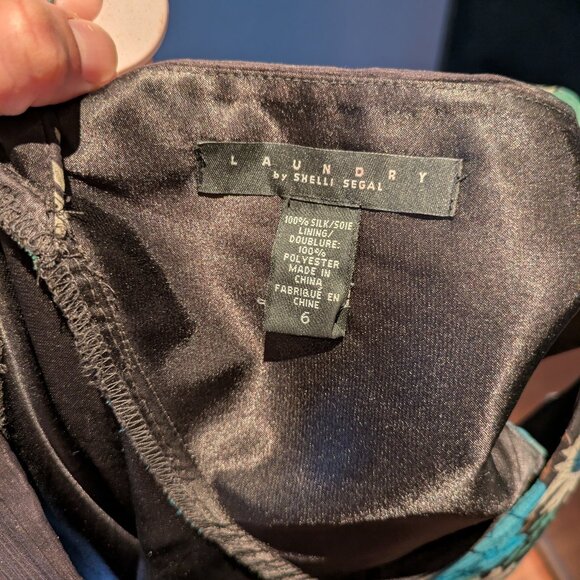 LAUNDRY
by SHELLI SEGAL
100% SILK/SOIE
LINING/
DOUBLURE:
100%
POLYESTER
MADE IN
CHINA
FABRIQUÉ EN
CHINE
6